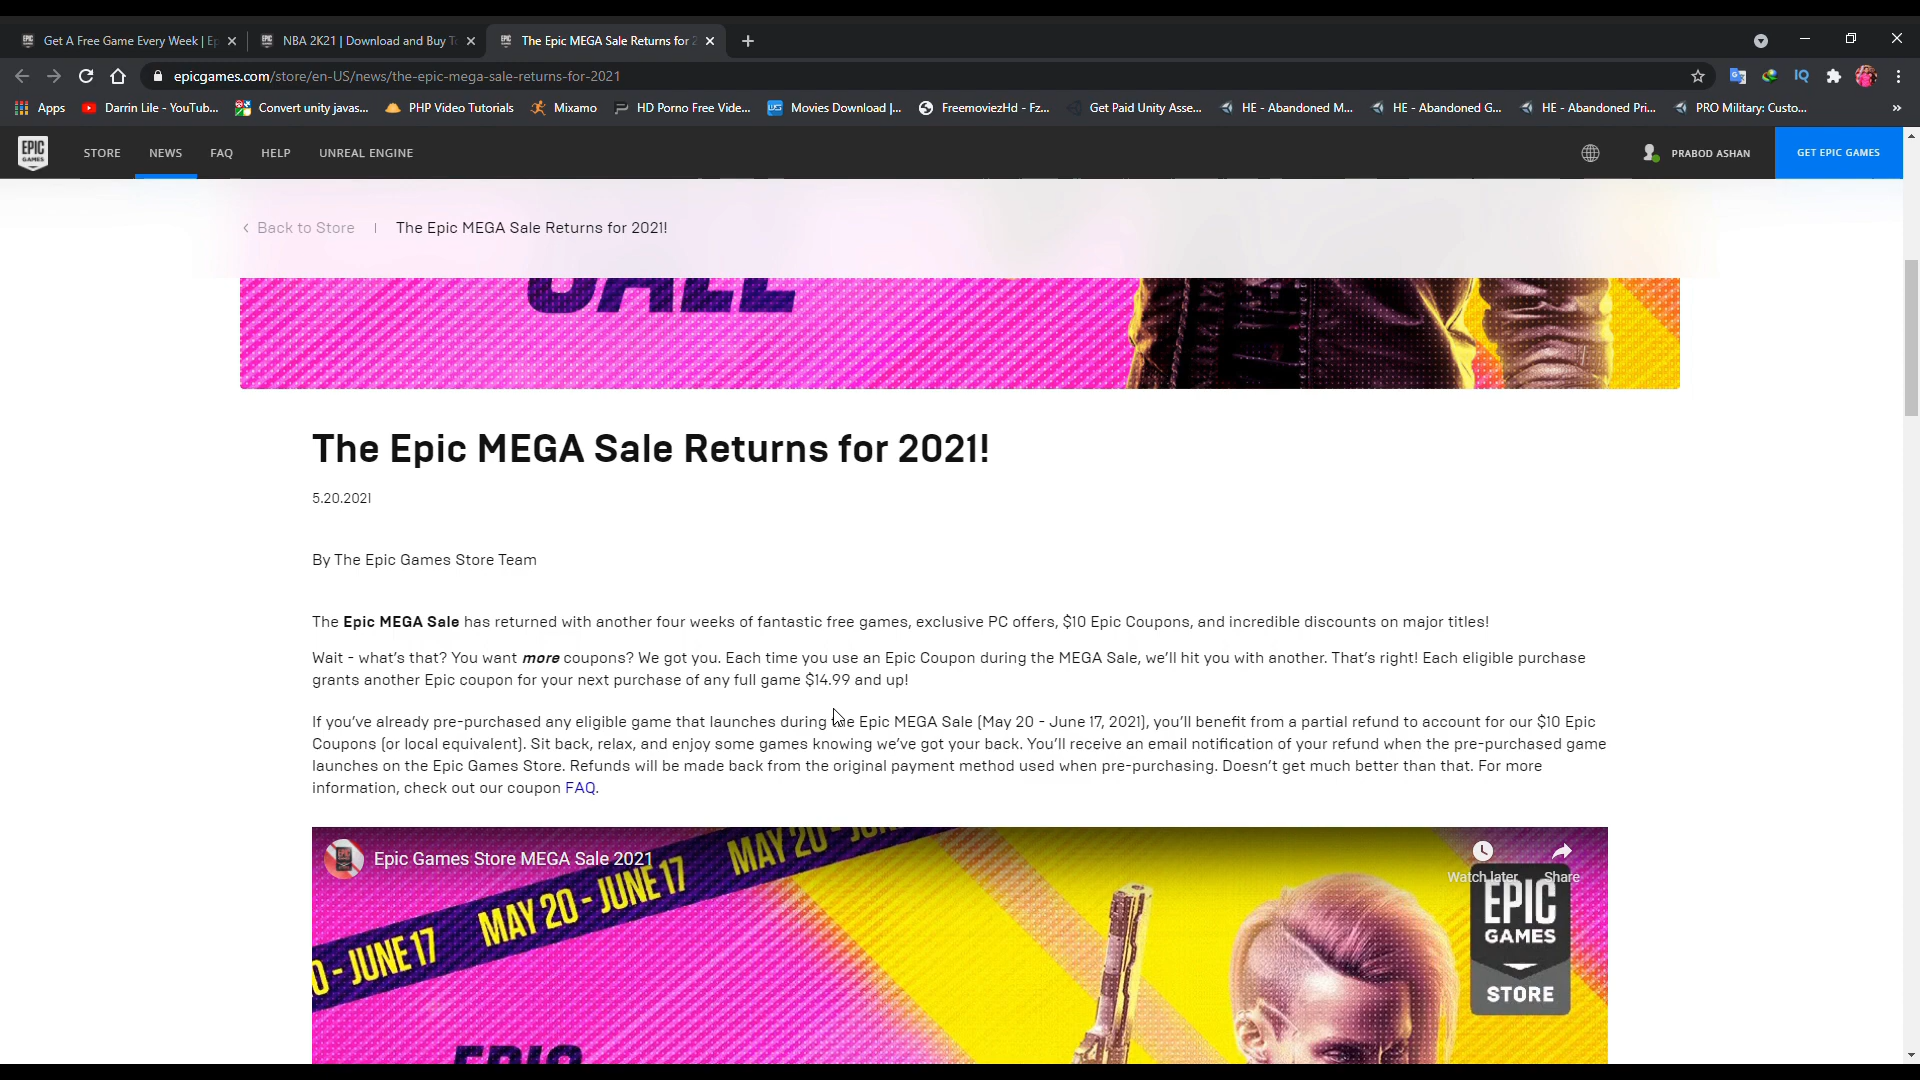 Get A Free Game Every Week | Ep
NBA 2K21 | Download and Buy To
The Epic MEGA Sale Returns for 2
epicgames.com/store/en-US/news/the-epic-mega-sale-returns-for-2021
Apps
Darrin Lile - YouTub...
Convert unity javas...
PHP Video Tutorials
Mixamo
HD Porno Free Vide...
Movies Download |...
FreemoviezHd - Fz...
Get Paid Unity Asse...
HE - Abandoned M...
HE - Abandoned G...
HE - Abandoned Pri...
PRO Military: Custo...
EPIC
GAMES
STORE
NEWS
FAQ
HELP
UNREAL ENGINE
PRABOD ASHAN
GET EPIC GAMES
Back to Store
The Epic MEGA Sale Returns for 2021!
SALE
The Epic MEGA Sale Returns for 2021!
5.20.2021
By The Epic Games Store Team
The Epic MEGA Sale has returned with another four weeks of fantastic free games, exclusive PC offers, $10 Epic Coupons, and incredible discounts on major titles!
Wait - what's that? You want more coupons? We got you. Each time you use an Epic Coupon during the MEGA Sale, we'll hit you with another. That's right! Each eligible purchase
grants another Epic coupon for your next purchase of any full game $14.99 and up!
If you've already pre-purchased any eligible game that launches during the Epic MEGA Sale (May 20 - June 17, 2021), you'll benefit from a partial refund to account for our $10 Epic
Coupons (or local equivalent). Sit back, relax, and enjoy some games knowing we've got your back. You'll receive an email notification of your refund when the pre-purchased game
launches on the Epic Games Store. Refunds will be made back from the original payment method used when pre-purchasing. Doesn't get much better than that. For more
information, check out our coupon FAQ.
Epic Games Store MEGA Sale 2021
Watch later
Share
0 - JUNE 17
MAY 20 - JUNE 17
MAY 20 - JUNE
EPIC
GAMES
STORE
EPIC